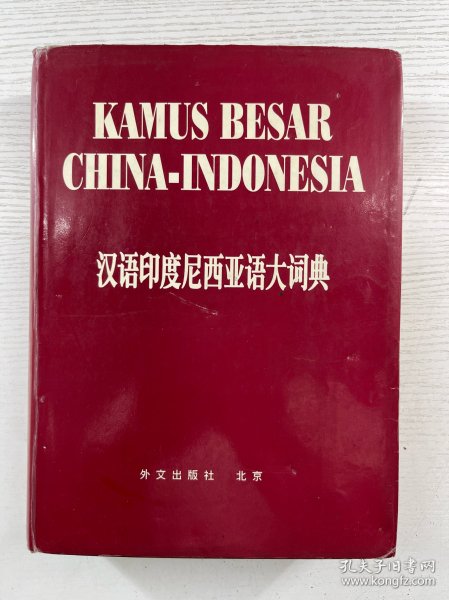 KAMUS BESAR
CHINA-INDONESIA
汉语印度尼西亚语大词典
外文出版社 北京
孔夫子旧书网
www.kongfz.com